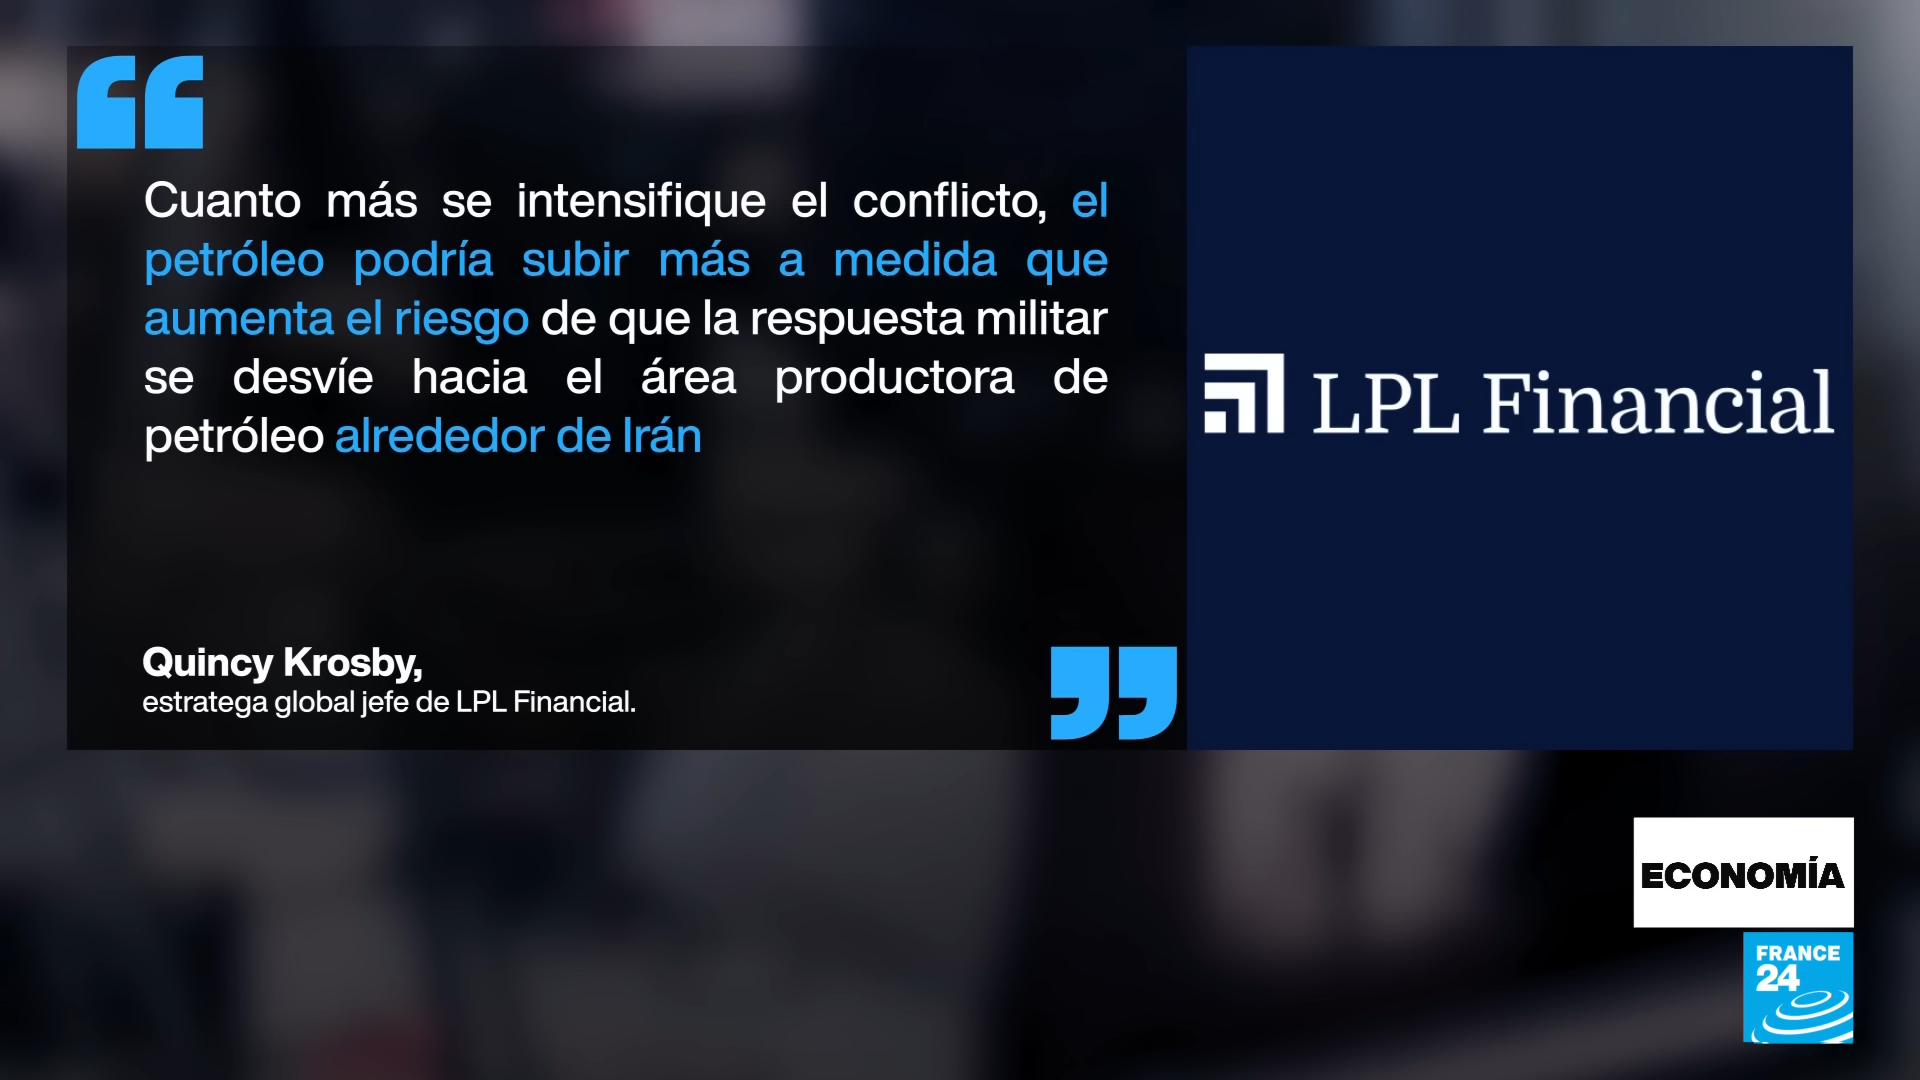 Cuanto más se intensifique el conflicto, el
petróleo podría subir más a medida que
aumenta el riesgo de que la respuesta militar
se desvíe hacia el área productora de
petróleo alrededor de Irán
Quincy Krosby,
estratega global jefe de LPL Financial.
LPL Financial
ECONOMÍA
FRANCE
24